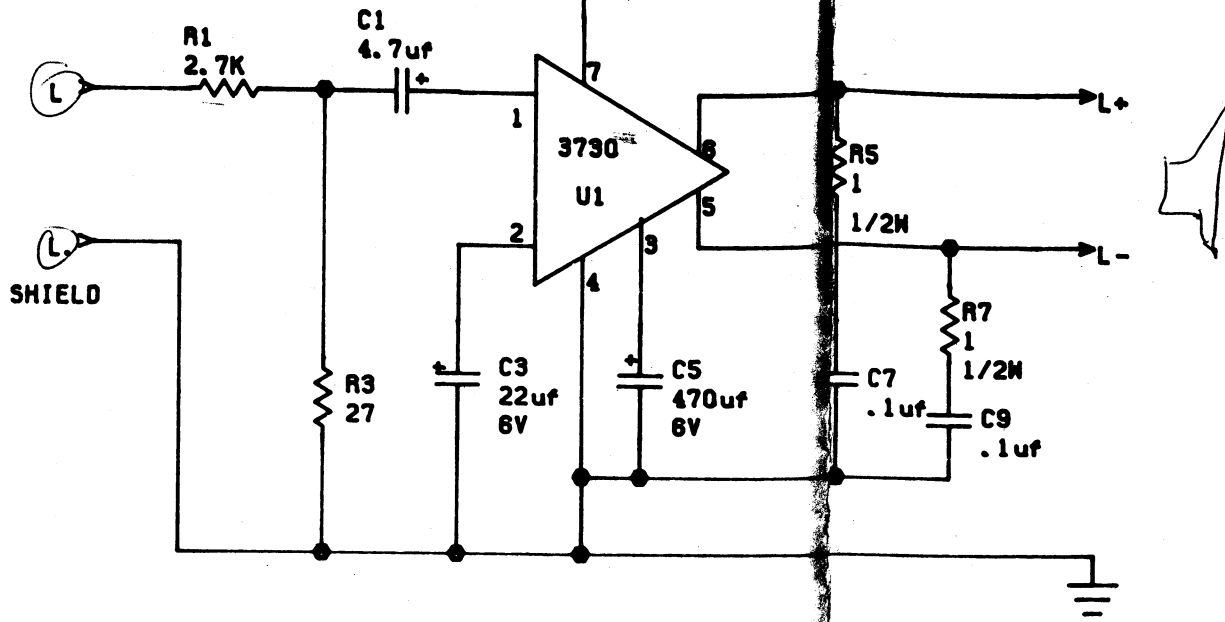 R1
2.7K
C1
4.7uf
+
L
1
7
3730
U1
6
5
2
3
4
R5
1
1/2W
L+
L-
L.
SHIELD
R3
27
+
C3
22uf
6V
+
C5
470uf
6V
C7
.1uf
R7
1
1/2W
C9
.1uf